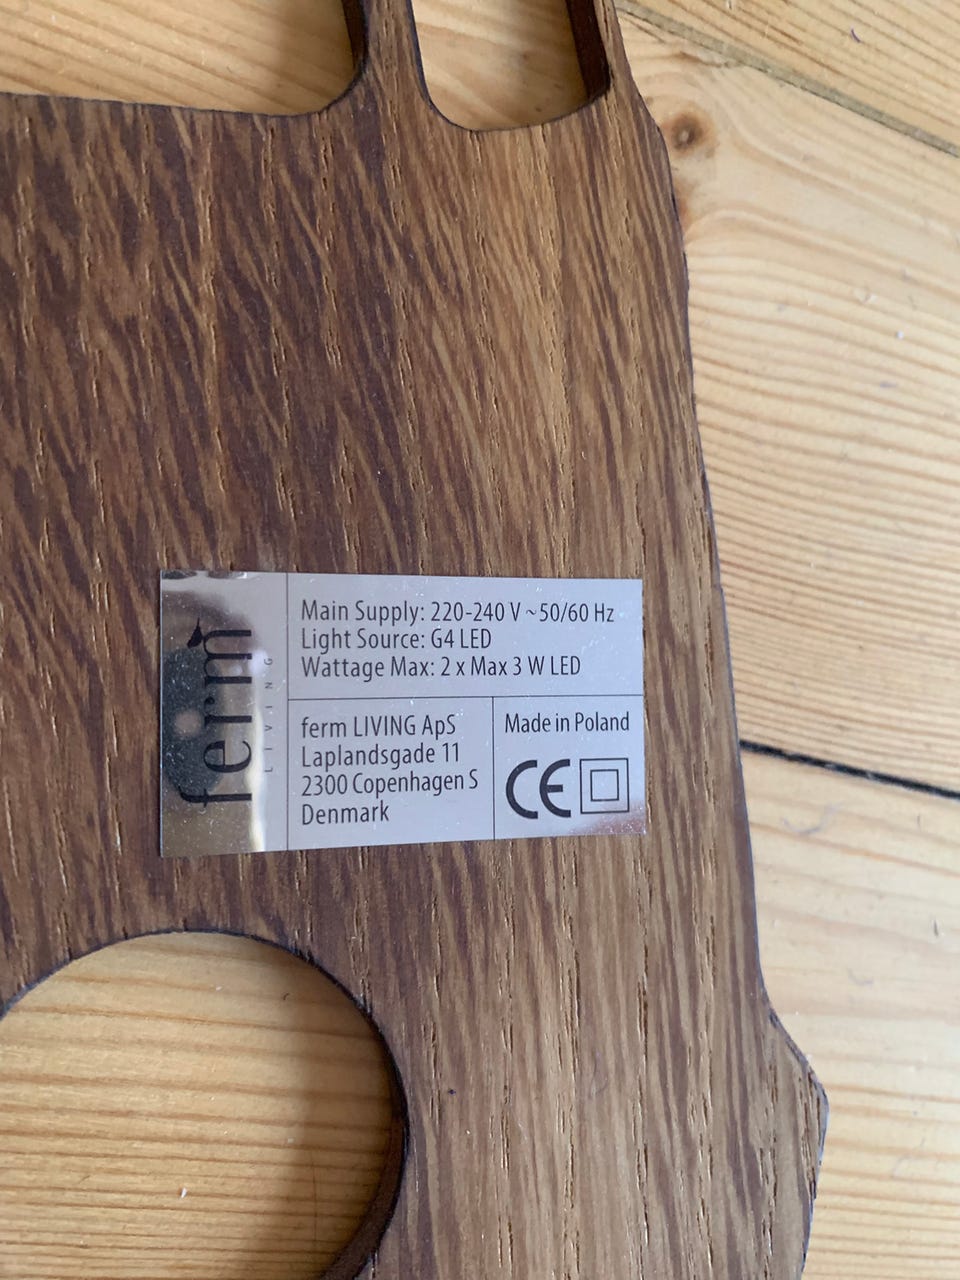 ferm
LIVING
Main Supply: 220-240 V ~50/60 Hz
Light Source: G4 LED
Wattage Max: 2 x Max 3 W LED
ferm LIVING ApS
Laplandsgade 11
2300 Copenhagen S
Denmark
Made in Poland
CE